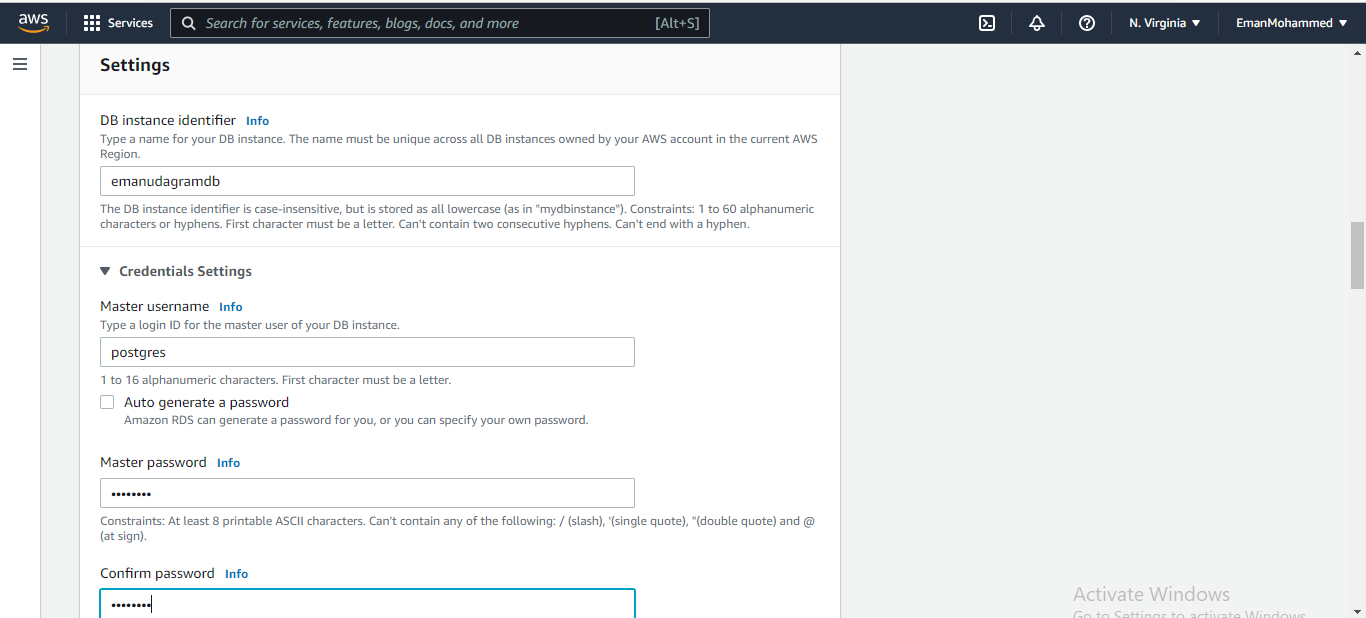 aws Services Search for services, features, blogs, docs, and more [Alt+S] N. Virginia EmanMohammed
Settings
DB instance identifier Info
Type a name for your DB instance. The name must be unique across all DB instances owned by your AWS account in the current AWS
Region.
emanudagramdb
The DB instance identifier is case-insensitive, but is stored as all lowercase (as in "mydbinstance"). Constraints: 1 to 60 alphanumeric
characters or hyphens. First character must be a letter. Can't contain two consecutive hyphens. Can't end with a hyphen.
Credentials Settings
Master username Info
Type a login ID for the master user of your DB instance.
postgres
1 to 16 alphanumeric characters. First character must be a letter.
Auto generate a password
Amazon RDS can generate a password for you, or you can specify your own password.
Master password Info
••••••••
Constraints: At least 8 printable ASCII characters. Can't contain any of the following: / (slash), '(single quote), "(double quote) and @
(at sign).
Confirm password Info
••••••••
Activate Windows
Go to Settings to activate Windows.